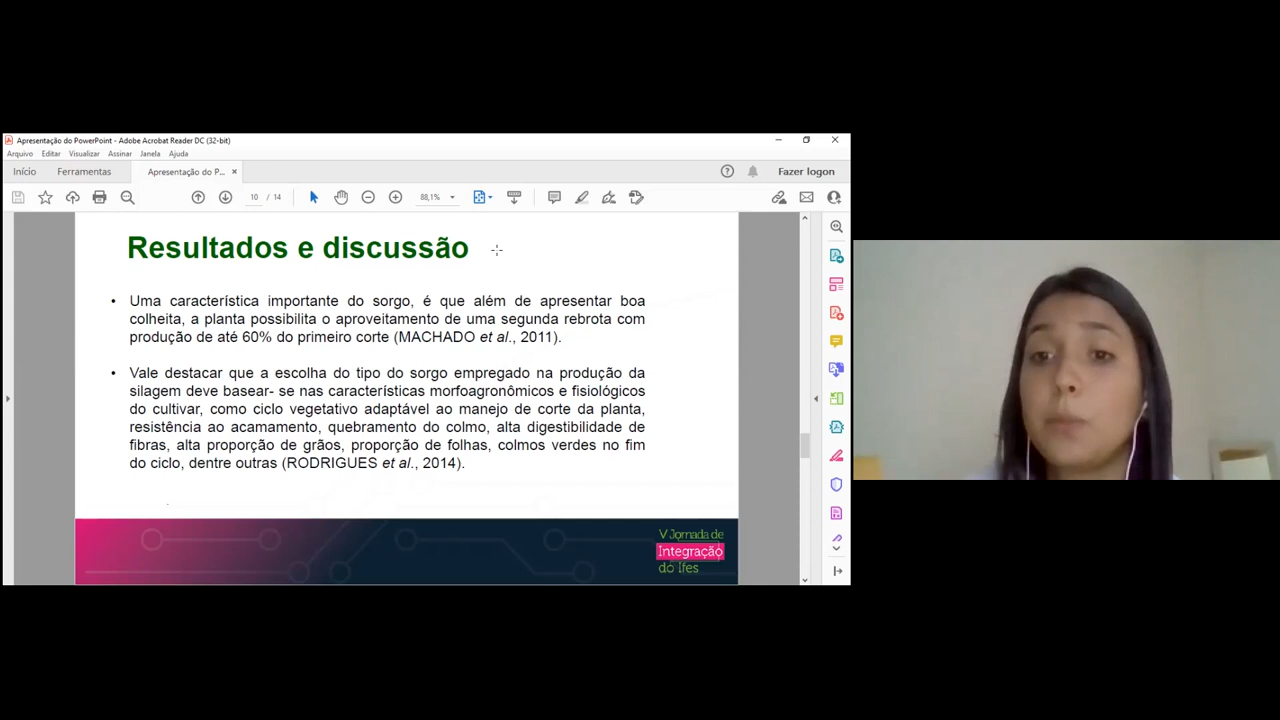 Apresentação do PowerPoint - Adobe Acrobat Reader DC (32-bit)
Arquivo Editar Visualizar Assinar Janela Ajuda
Início Ferramentas Apresentação do P... Fazer logon
10 / 14 88,1%
Resultados e discussão
• Uma característica importante do sorgo, é que além de apresentar boa
colheita, a planta possibilita o aproveitamento de uma segunda rebrota com
produção de até 60% do primeiro corte (MACHADO et al., 2011).
• Vale destacar que a escolha do tipo do sorgo empregado na produção da
silagem deve basear- se nas características morfoagronômicos e fisiológicos
do cultivar, como ciclo vegetativo adaptável ao manejo de corte da planta,
resistência ao acamamento, quebramento do colmo, alta digestibilidade de
fibras, alta proporção de grãos, proporção de folhas, colmos verdes no fim
do ciclo, dentre outras (RODRIGUES et al., 2014).
V Jornada de
Integração
do Ifes